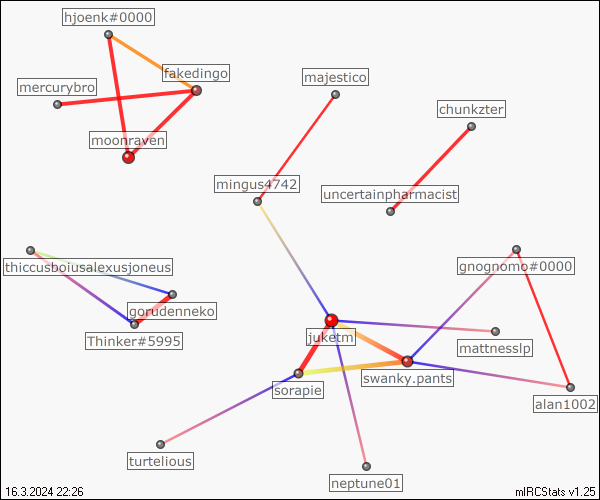 hjoenk#0000
fakedingo
mercurybro
majestico
chunkzter
moonraven
mingus4742
uncertainpharmacist
thiccusboiusalexusjoneus
gnognomo#0000
gorudenneko
Thinker#5995
juketm
mattnesslp
swanky.pants
sorapie
alan1002
turtelious
neptune01
16.3.2024 22:26
mIRCStats v1.25